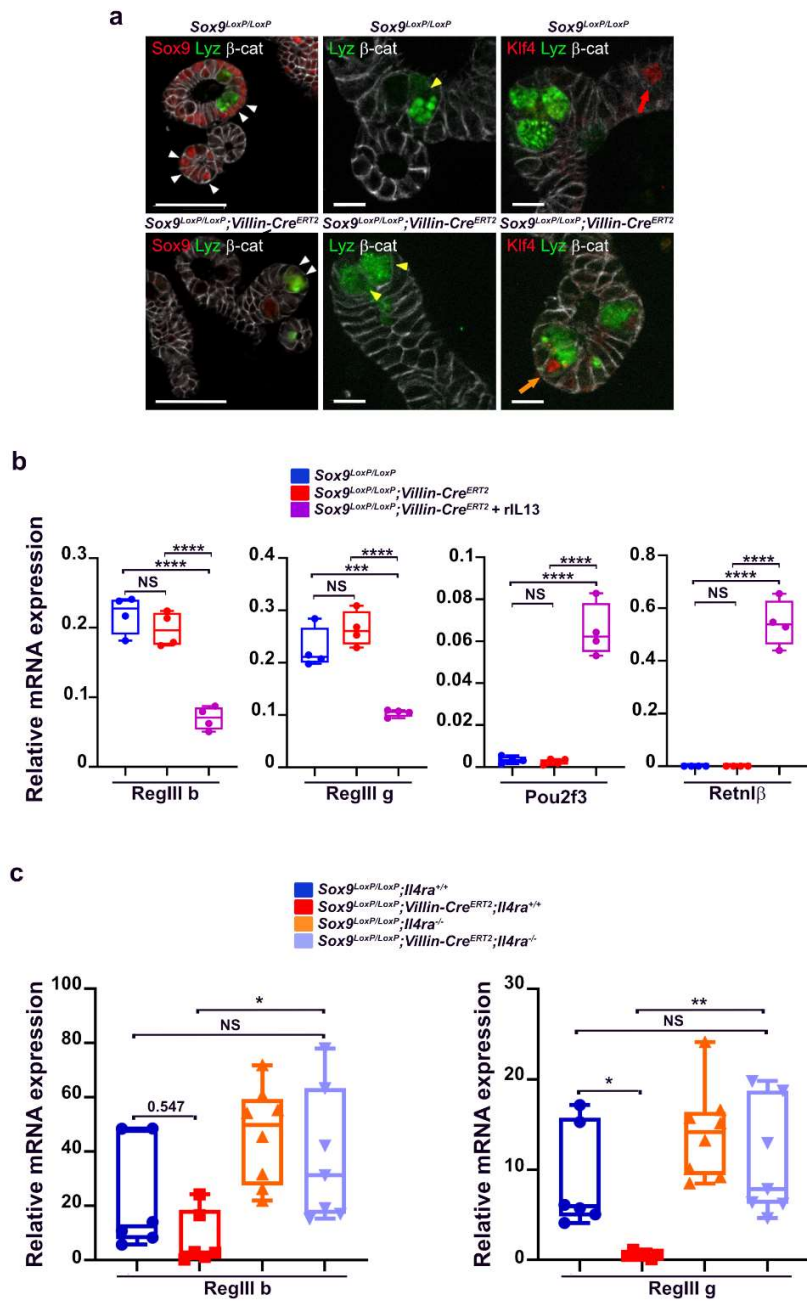 a
Sox9LoxP/LoxP Sox9LoxP/LoxP Sox9LoxP/LoxP
Sox9 Lyz β-cat Lyz β-cat Klf4 Lyz β-cat
Sox9LoxP/LoxP;Villin-CreERT2 Sox9LoxP/LoxP;Villin-CreERT2 Sox9LoxP/LoxP;Villin-CreERT2
Sox9 Lyz β-cat Lyz β-cat Klf4 Lyz β-cat
b
Sox9LoxP/LoxP
Sox9LoxP/LoxP;Villin-CreERT2
Sox9LoxP/LoxP;Villin-CreERT2 + rIL13
Relative mRNA expression
0.3
0.2
0.1
0
****
****
NS
RegIII b
0.4
0.3
0.2
0.1
0
****
***
NS
RegIII g
0.1
0.08
0.06
0.04
0.02
0
****
****
NS
Pou2f3
0.8
0.6
0.4
0.2
0
****
****
NS
Retnlβ
c
Sox9LoxP/LoxP;Il4ra+/+
Sox9LoxP/LoxP;Villin-CreERT2;Il4ra+/+
Sox9LoxP/LoxP;Il4ra-/-
Sox9LoxP/LoxP;Villin-CreERT2;Il4ra-/-
Relative mRNA expression
100
80
60
40
20
0
*
NS
0.547
RegIII b
Relative mRNA expression
30
20
10
0
**
NS
*
RegIII g